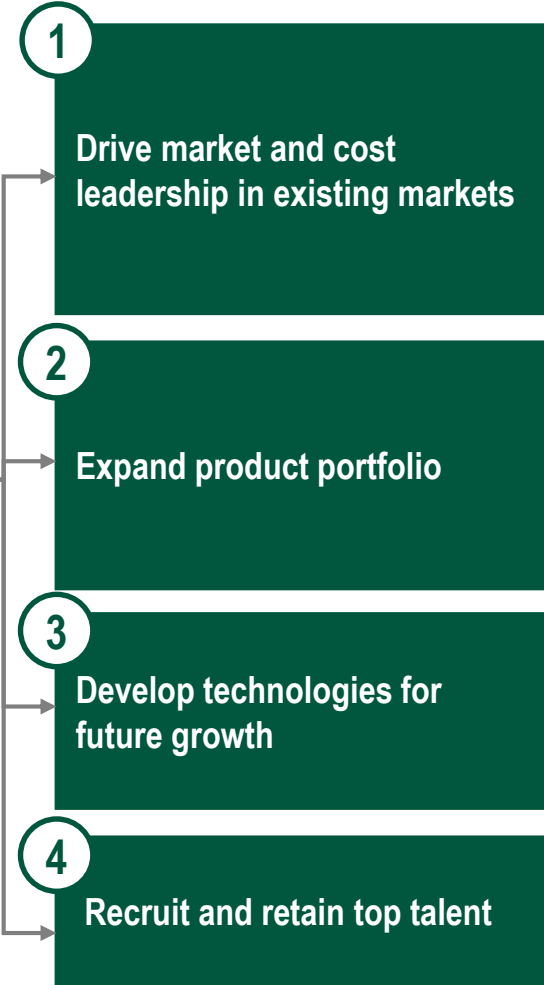 1
Drive market and cost
leadership in existing markets
2
Expand product portfolio
3
Develop technologies for
future growth
4
Recruit and retain top talent